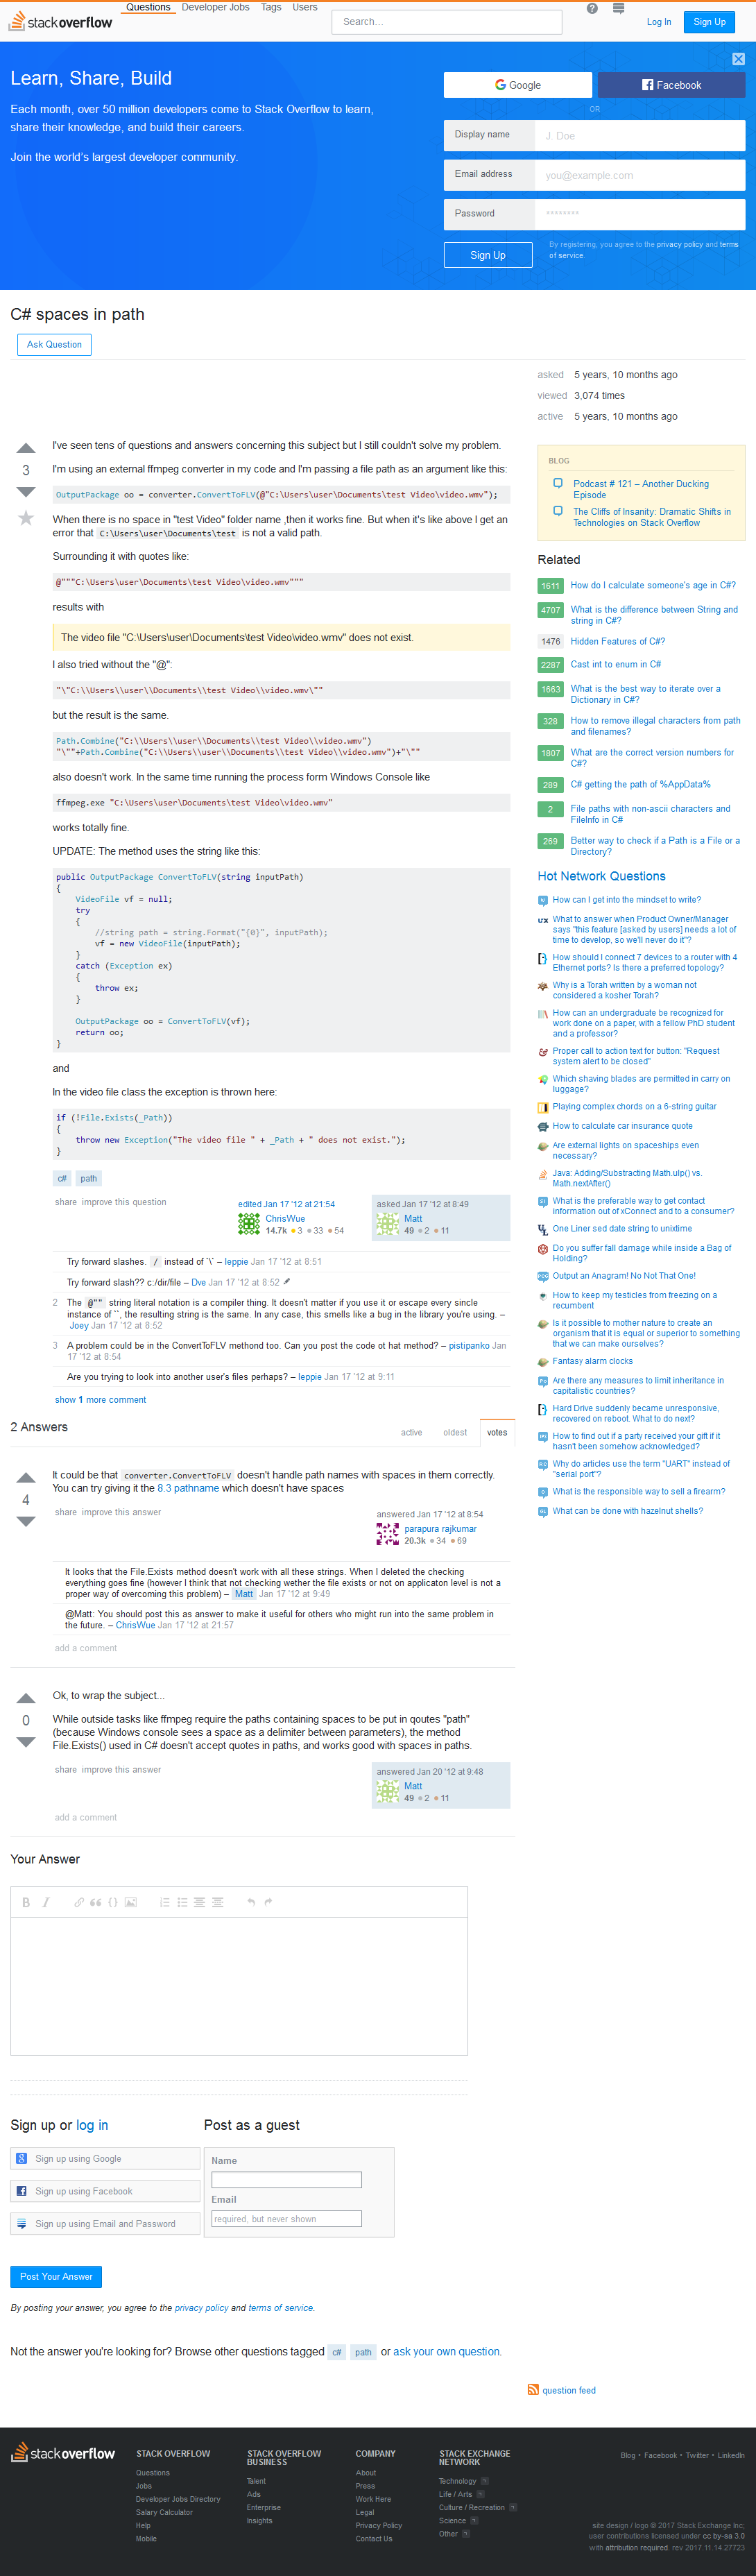 stackoverflow
Questions Developer Jobs Tags Users
Search...
Log In Sign Up
Learn, Share, Build
Each month, over 50 million developers come to Stack Overflow to learn,
share their knowledge, and build their careers.
Join the world's largest developer community.
Google Facebook
OR
Display name J. Doe
Email address you@example.com
Password ********
Sign Up
By registering, you agree to the privacy policy and terms
of service.
C# spaces in path
Ask Question
asked 5 years, 10 months ago
viewed 3,074 times
active 5 years, 10 months ago
3
I've seen tens of questions and answers concerning this subject but I still couldn't solve my problem.
I'm using an external ffmpeg converter in my code and I'm passing a file path as an argument like this:
OutputPackage oo = converter.ConvertToFLV(@"C:\Users\user\Documents\test Video\video.wmv");
When there is no space in "test Video" folder name ,then it works fine. But when it's like above I get an
error that C:\Users\user\Documents\test is not a valid path.
Surrounding it with quotes like:
@"""C:\Users\user\Documents\test Video\video.wmv"""
results with
The video file "C:\Users\user\Documents\test Video\video.wmv" does not exist.
I also tried without the "@":
"\"C:\\Users\\user\\Documents\\test Video\\video.wmv\""
but the result is the same.
Path.Combine("C:\\Users\\user\\Documents\\test Video\\video.wmv")
"\""+Path.Combine("C:\\Users\\user\\Documents\\test Video\\video.wmv")+"\""
also doesn't work. In the same time running the process form Windows Console like
ffmpeg.exe "C:\Users\user\Documents\test Video\video.wmv"
works totally fine.
UPDATE: The method uses the string like this:
public OutputPackage ConvertToFLV(string inputPath)
{
VideoFile vf = null;
try
{
//string path = string.Format("{0}", inputPath);
vf = new VideoFile(inputPath);
}
catch (Exception ex)
{
throw ex;
}
OutputPackage oo = ConvertToFLV(vf);
return oo;
}
and
In the video file class the exception is thrown here:
if (!File.Exists(_Path))
{
throw new Exception("The video file " + _Path + " does not exist.");
}
c# path
share improve this question
edited Jan 17 '12 at 21:54
ChrisWue
14.7k 3 33 54
asked Jan 17 '12 at 8:49
Matt
49 2 11
Try forward slashes. / instead of `\` – leppie Jan 17 '12 at 8:51
Try forward slash?? c:/dir/file – Dve Jan 17 '12 at 8:52
2 The @"" string literal notation is a compiler thing. It doesn't matter if you use it or escape every sincle
instance of ``, the resulting string is the same. In any case, this smells like a bug in the library you're using. –
Joey Jan 17 '12 at 8:52
3 A problem could be in the ConvertToFLV methond too. Can you post the code ot hat method? – pistipanko Jan
17 '12 at 8:54
Are you trying to look into another user's files perhaps? – leppie Jan 17 '12 at 9:11
show 1 more comment
2 Answers
active oldest votes
4
It could be that converter.ConvertToFLV doesn't handle path names with spaces in them correctly.
You can try giving it the 8.3 pathname which doesn't have spaces
share improve this answer
answered Jan 17 '12 at 8:54
parapura rajkumar
20.3k 34 69
It looks that the File.Exists method doesn't work with all these strings. When I deleted the checking
everything goes fine (however I think that not checking wether the file exists or not on applicaton level is not a
proper way of overcoming this problem) – Matt Jan 17 '12 at 9:49
@Matt: You should post this as answer to make it useful for others who might run into the same problem in
the future. – ChrisWue Jan 17 '12 at 21:57
add a comment
0
Ok, to wrap the subject...
While outside tasks like ffmpeg require the paths containing spaces to be put in qoutes "path"
(because Windows console sees a space as a delimiter between parameters), the method
File.Exists() used in C# doesn't accept quotes in paths, and works good with spaces in paths.
share improve this answer
answered Jan 20 '12 at 9:48
Matt
49 2 11
add a comment
Your Answer
Sign up or log in
Sign up using Google
Sign up using Facebook
Sign up using Email and Password
Post as a guest
Name
Email
required, but never shown
Post Your Answer
By posting your answer, you agree to the privacy policy and terms of service.
Not the answer you're looking for? Browse other questions tagged c# path or ask your own question.
BLOG
Podcast # 121 – Another Ducking
Episode
The Cliffs of Insanity: Dramatic Shifts in
Technologies on Stack Overflow
Related
1611 How do I calculate someone's age in C#?
4707 What is the difference between String and
string in C#?
1476 Hidden Features of C#?
2287 Cast int to enum in C#
1663 What is the best way to iterate over a
Dictionary in C#?
328 How to remove illegal characters from path
and filenames?
1807 What are the correct version numbers for
C#?
289 C# getting the path of %AppData%
2 File paths with non-ascii characters and
FileInfo in C#
269 Better way to check if a Path is a File or a
Directory?
Hot Network Questions
How can I get into the mindset to write?
What to answer when Product Owner/Manager
says "this feature [asked by users] needs a lot of
time to develop, so we'll never do it"?
How should I connect 7 devices to a router with 4
Ethernet ports? Is there a preferred topology?
Why is a Torah written by a woman not
considered a kosher Torah?
How can an undergraduate be recognized for
work done on a paper, with a fellow PhD student
and a professor?
Proper call to action text for button: "Request
system alert to be closed"
Which shaving blades are permitted in carry on
luggage?
Playing complex chords on a 6-string guitar
How to calculate car insurance quote
Are external lights on spaceships even
necessary?
Java: Adding/Substracting Math.ulp() vs.
Math.nextAfter()
What is the preferable way to get contact
information out of xConnect and to a consumer?
One Liner sed date string to unixtime
Do you suffer fall damage while inside a Bag of
Holding?
Output an Anagram! No Not That One!
How to keep my testicles from freezing on a
recumbent
Is it possible to mother nature to create an
organism that it is equal or superior to something
that we can make ourselves?
Fantasy alarm clocks
Are there any measures to limit inheritance in
capitalistic countries?
Hard Drive suddenly became unresponsive,
recovered on reboot. What to do next?
How to find out if a party received your gift if it
hasn't been somehow acknowledged?
Why do articles use the term "UART" instead of
"serial port"?
What is the responsible way to sell a firearm?
What can be done with hazelnut shells?
question feed
stackoverflow
STACK OVERFLOW
Questions
Jobs
Developer Jobs Directory
Salary Calculator
Help
Mobile
STACK OVERFLOW
BUSINESS
Talent
Ads
Enterprise
Insights
COMPANY
About
Press
Work Here
Legal
Privacy Policy
Contact Us
STACK EXCHANGE
NETWORK
Technology
Life / Arts
Culture / Recreation
Science
Other
Blog Facebook Twitter LinkedIn
site design / logo © 2017 Stack Exchange Inc;
user contributions licensed under cc by-sa 3.0
with attribution required. rev 2017.11.14.27723